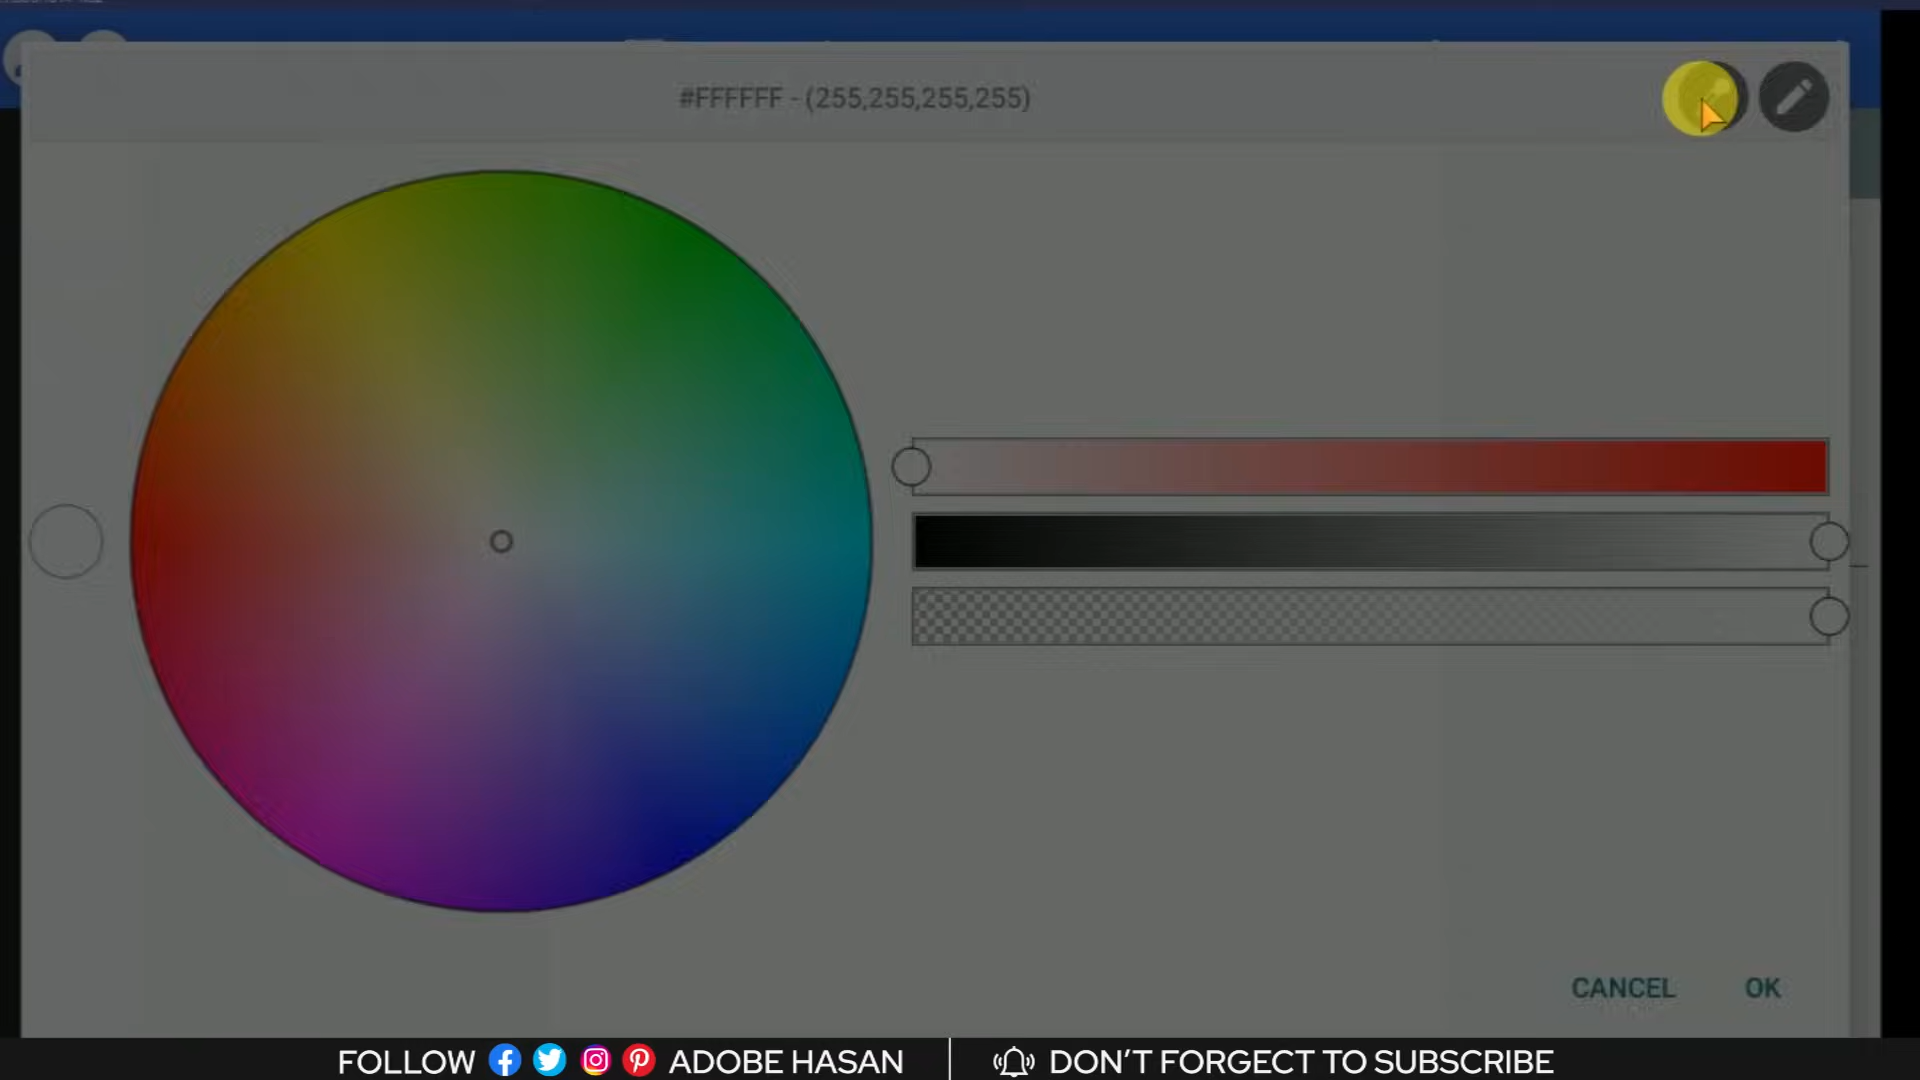 #FFFFFF - (255,255,255,255)
CANCEL OK
FOLLOW ADOBE HASAN | DON'T FORGECT TO SUBSCRIBE